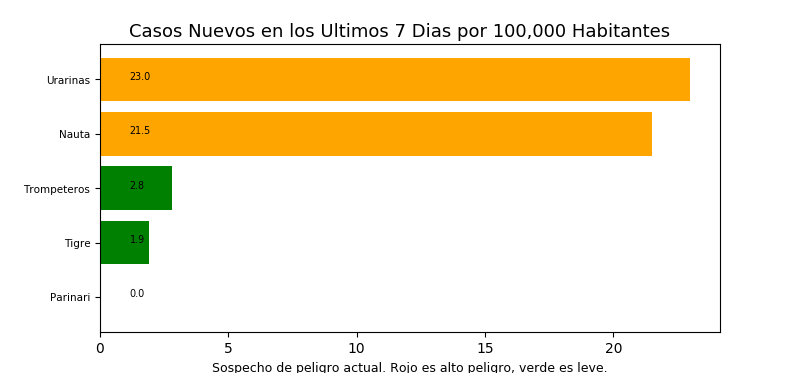 Casos Nuevos en los Ultimos 7 Dias por 100,000 Habitantes
Urarinas 23.0
Nauta 21.5
Trompeteros 2.8
Tigre 1.9
Parinari 0.0
0 5 10 15 20
Sospecho de peligro actual. Rojo es alto peligro, verde es leve.